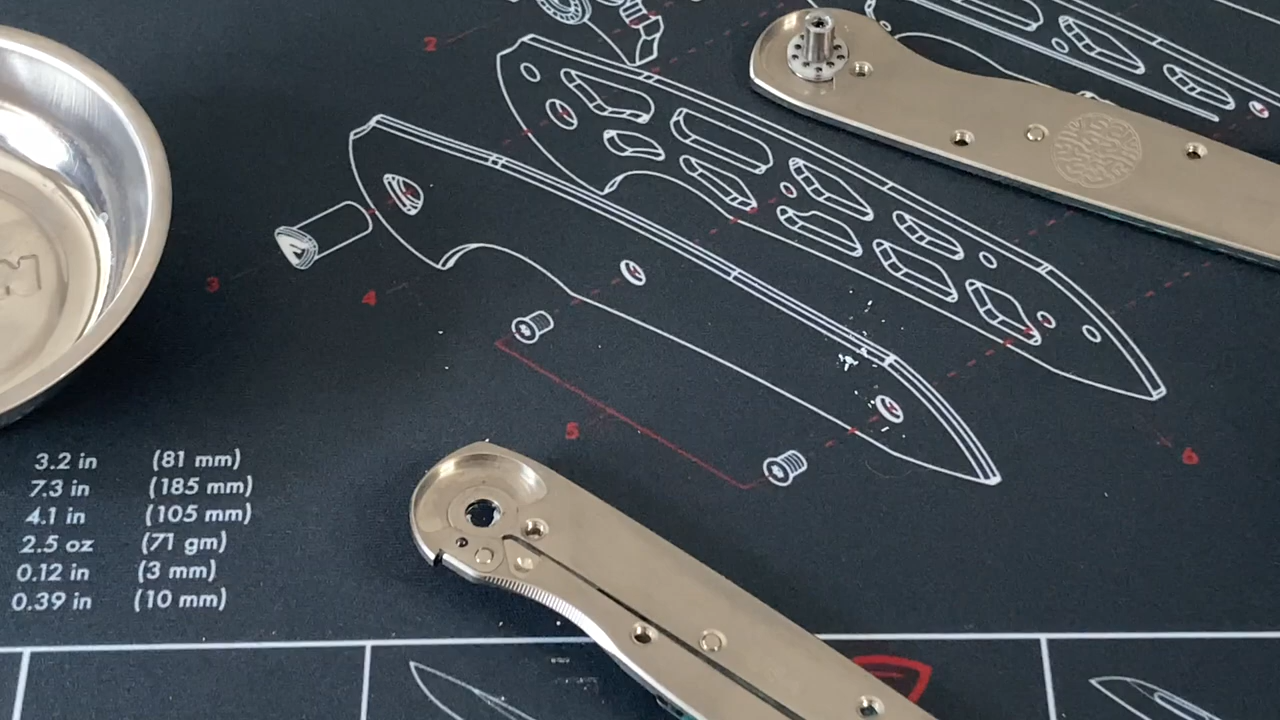 2
3
4
5
6
3.2 in (81 mm)
7.3 in (185 mm)
4.1 in (105 mm)
2.5 oz (71 gm)
0.12 in (3 mm)
0.39 in (10 mm)